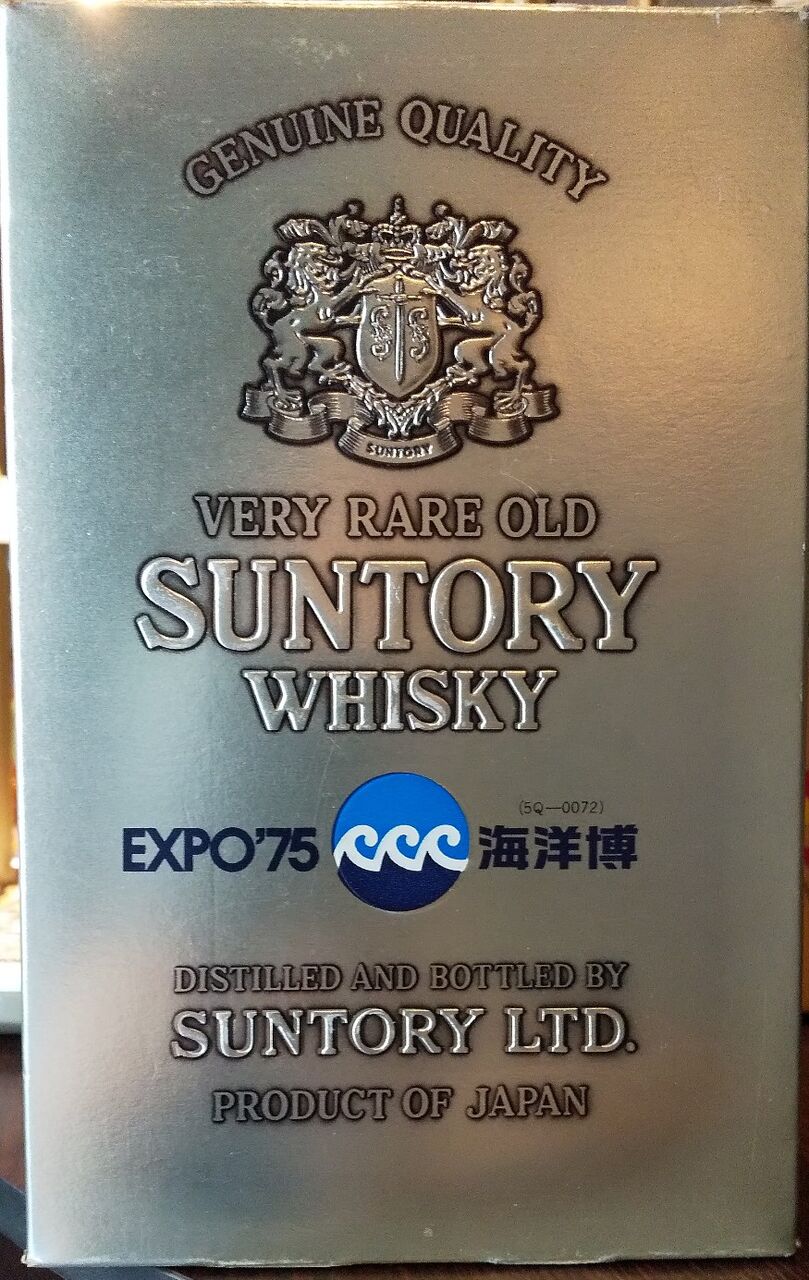 GENUINE QUALITY
SUNTORY
VERY RARE OLD
SUNTORY
WHISKY
(5Q—0072)
EXPO'75 海洋博
DISTILLED AND BOTTLED BY
SUNTORY LTD.
PRODUCT OF JAPAN